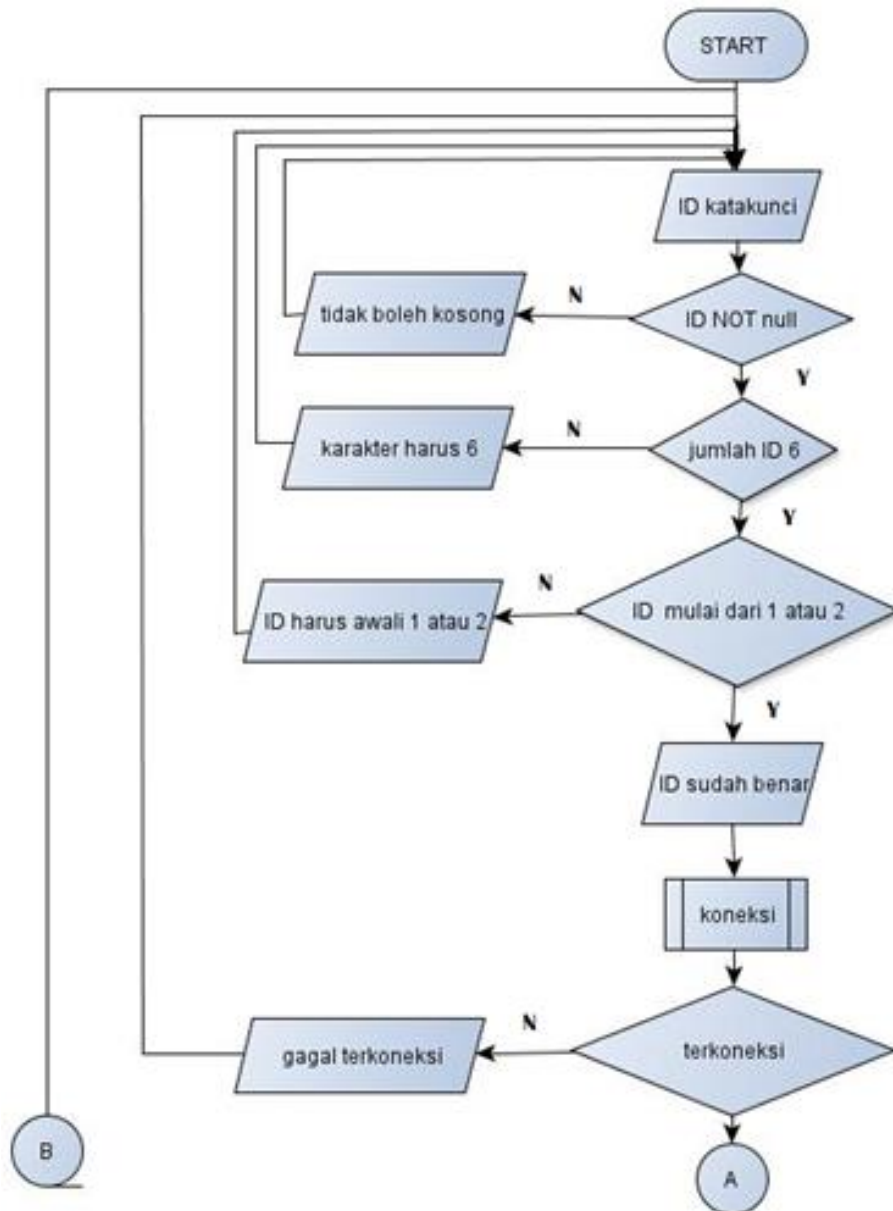 START
ID katakunci
ID NOT null
N
tidak boleh kosong
Y
jumlah ID 6
N
karakter harus 6
Y
ID mulai dari 1 atau 2
N
ID harus awali 1 atau 2
Y
ID sudah benar
koneksi
terkoneksi
N
gagal terkoneksi
B
A